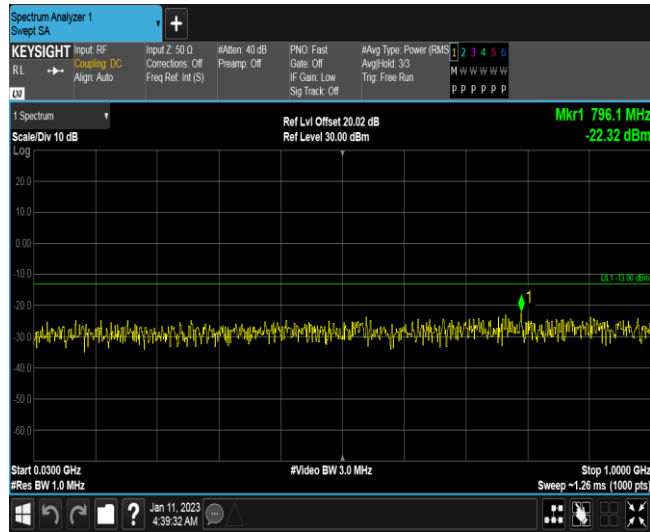 Spectrum Analyzer 1
Swept SA
+
KEYSIGHT
RL
LXI
Input: RF
Coupling: DC
Align: Auto
Input Z: 50 Ω
Corrections: Off
Freq Ref: Int (S)
#Atten: 40 dB
Preamp: Off
PNO: Fast
Gate: Off
IF Gain: Low
Sig Track: Off
#Avg Type: Power (RMS
Avg|Hold: 3/3
Trig: Free Run
1 2 3 4 5 6
M W W W W W
P P P P P P
1 Spectrum
Scale/Div 10 dB
Log
Ref Lvl Offset 20.02 dB
Ref Level 30.00 dBm
Mkr1 796.1 MHz
-22.32 dBm
20.0
10.0
0.00
-10.0
DL1 -13.00 dBm
1
-20.0
-30.0
-40.0
-50.0
-60.0
Start 0.0300 GHz
#Res BW 1.0 MHz
#Video BW 3.0 MHz
Stop 1.0000 GHz
Sweep ~1.26 ms (1000 pts)
?
Jan 11, 2023
4:39:32 AM